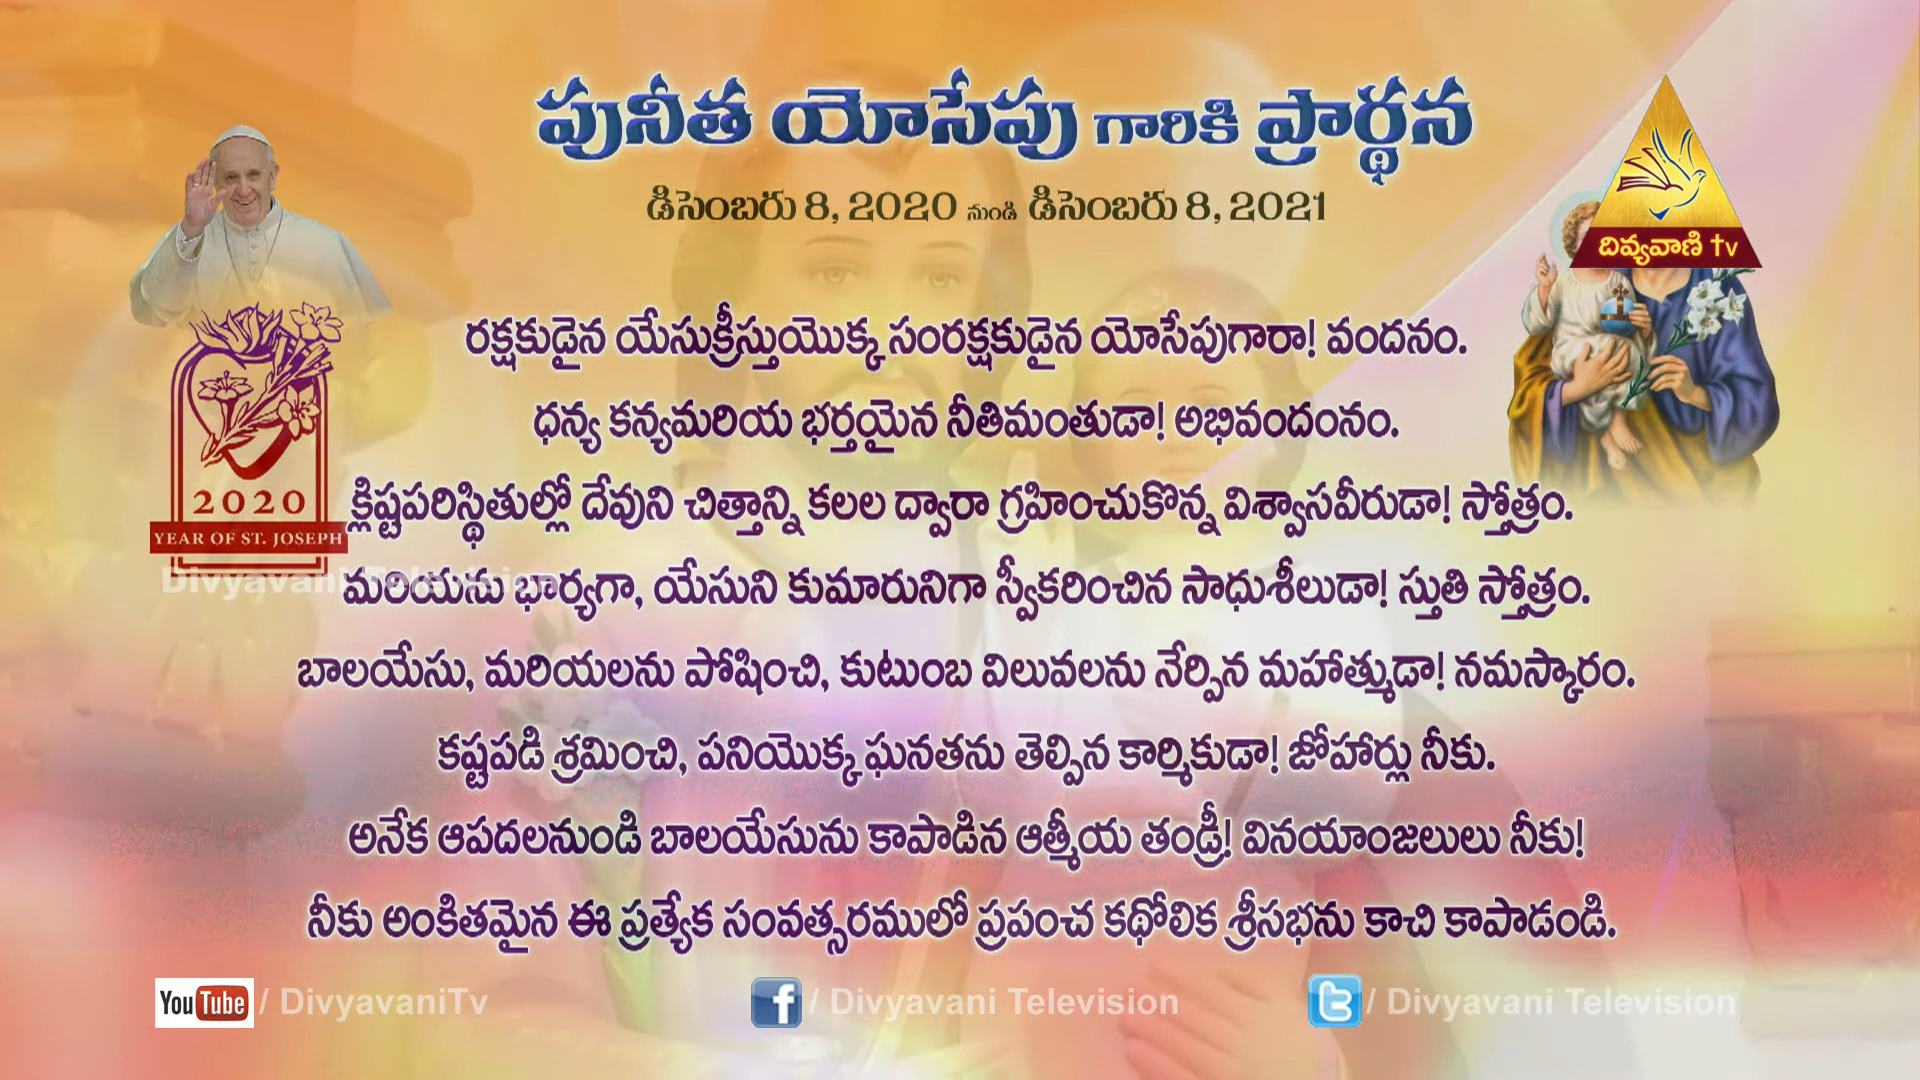 పునీత యోసేపు గారికి ప్రార్థన
డిసెంబరు 8, 2020 నుండి డిసెంబరు 8, 2021
దివ్యవాణి tv
రక్షకుడైన యేసుక్రీస్తుయొక్క సంరక్షకుడైన యోసేపుగారా! వందనం.
ధన్య కన్యమరియ భర్తయైన నీతిమంతుడా! అభివందంనం.
క్లిష్టపరిస్థితుల్లో దేవుని చిత్తాన్ని కలల ద్వారా గ్రహించుకొన్న విశ్వాసవీరుడా! స్తోత్రం.
2020
YEAR OF ST. JOSEPH
Divyavani Television
మరియను భార్యగా, యేసుని కుమారునిగా స్వీకరించిన సాధుశీలుడా! స్తుతి స్తోత్రం.
బాలయేసు, మరియలను పోషించి, కుటుంబ విలువలను నేర్పిన మహాత్ముడా! నమస్కారం.
కష్టపడి శ్రమించి, పనియొక్క ఘనతను తెల్పిన కార్మికుడా! జోహార్లు నీకు.
అనేక ఆపదలనుండి బాలయేసును కాపాడిన ఆత్మీయ తండ్రీ! వినయాంజలులు నీకు!
నీకు అంకితమైన ఈ ప్రత్యేక సంవత్సరములో ప్రపంచ కథోలిక శ్రీసభను కాచి కాపాడండి.
YouTube / DivyavaniTv
f / Divyavani Television
t / Divyavani Television